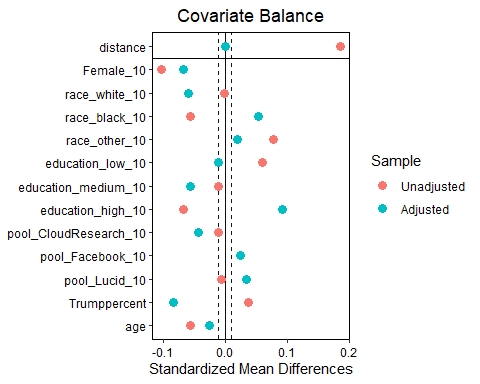 Covariate Balance
distance
Female_10
race_white_10
race_black_10
race_other_10
education_low_10
education_medium_10
education_high_10
pool_CloudResearch_10
pool_Facebook_10
pool_Lucid_10
Trumppercent
age
-0.1 0.0 0.1 0.2
Standardized Mean Differences
Sample
Unadjusted
Adjusted